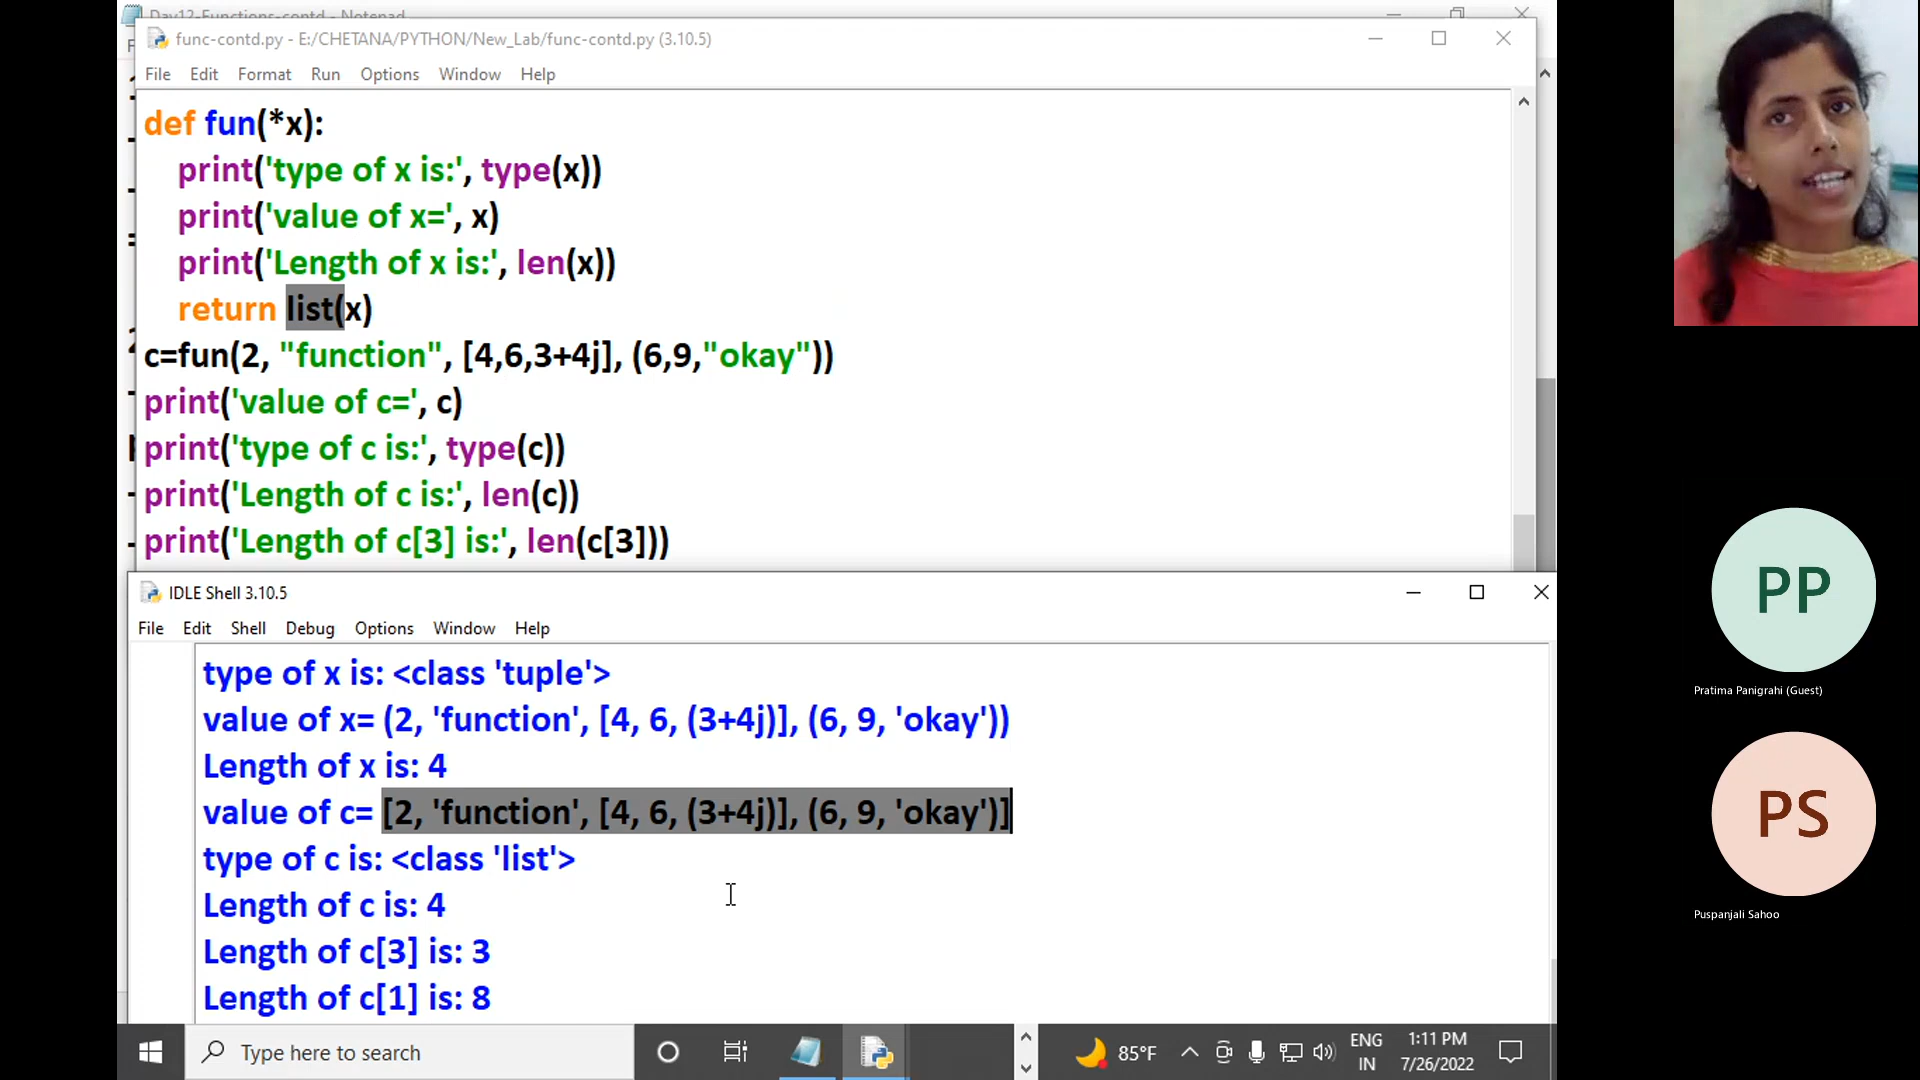 Day12-Functions-contd - Notepad
func-contd.py - E:/CHETANA/PYTHON/New_Lab/func-contd.py (3.10.5)
File Edit Format Run Options Window Help
def fun(*x):
    print('type of x is:', type(x))
    print('value of x=', x)
    print('Length of x is:', len(x))
    return list(x)
c=fun(2, "function", [4,6,3+4j], (6,9,"okay"))
print('value of c=', c)
print('type of c is:', type(c))
print('Length of c is:', len(c))
print('Length of c[3] is:', len(c[3]))
IDLE Shell 3.10.5
File Edit Shell Debug Options Window Help
type of x is: <class 'tuple'>
value of x= (2, 'function', [4, 6, (3+4j)], (6, 9, 'okay'))
Length of x is: 4
value of c= [2, 'function', [4, 6, (3+4j)], (6, 9, 'okay')]
type of c is: <class 'list'>
Length of c is: 4
Length of c[3] is: 3
Length of c[1] is: 8
Type here to search
85°F
ENG
IN
1:11 PM
7/26/2022
PP
Pratima Panigrahi (Guest)
PS
Puspanjali Sahoo